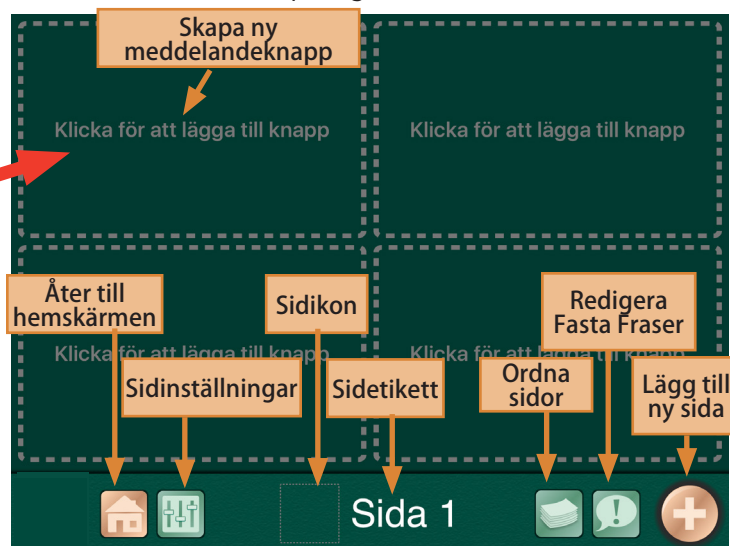 Skapa ny
meddelandeknapp
Klicka för att lägga till knapp
Klicka för att lägga till knapp
Åter till
hemskärmen
Sidikon
Redigera
Fasta Fraser
Klicka för att lägga till knapp
Klicka för att lägga till knapp
Sidinställningar
Sidetikett
Ordna
sidor
Lägg till
ny sida
Sida 1